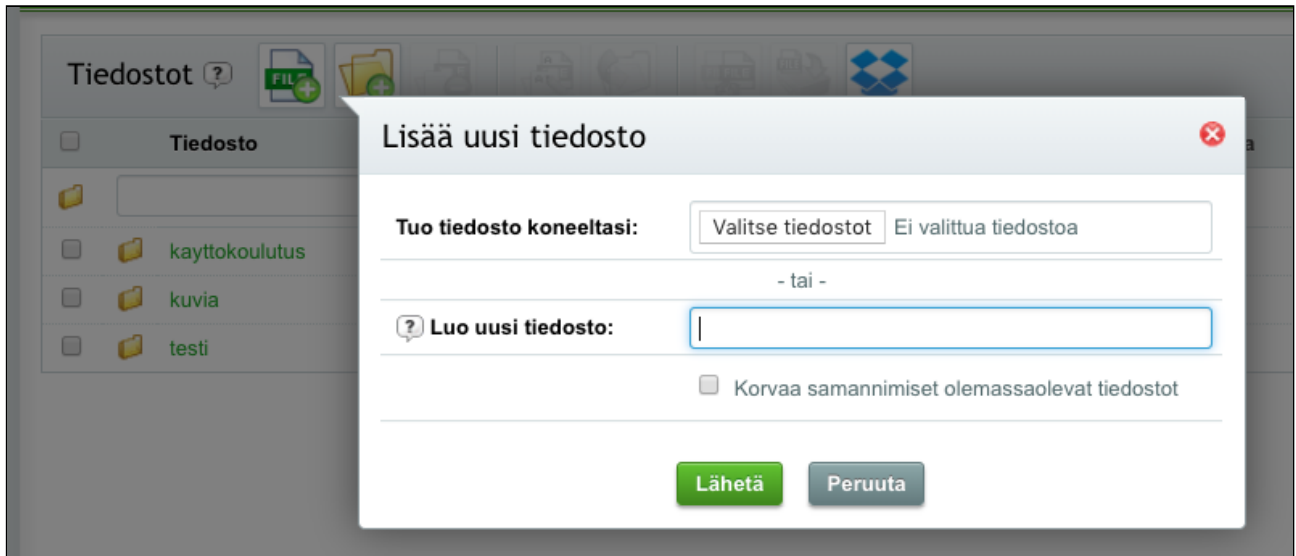 Tiedostot
FILE
Lisää uusi tiedosto
Tiedosto
a
Tuo tiedosto koneeltasi: Valitse tiedostot Ei valittua tiedostoa
kayttokoulutus
- tai -
kuvia
Luo uusi tiedosto:
testi
Korvaa samannimiset olemassaolevat tiedostot
Lähetä Peruuta